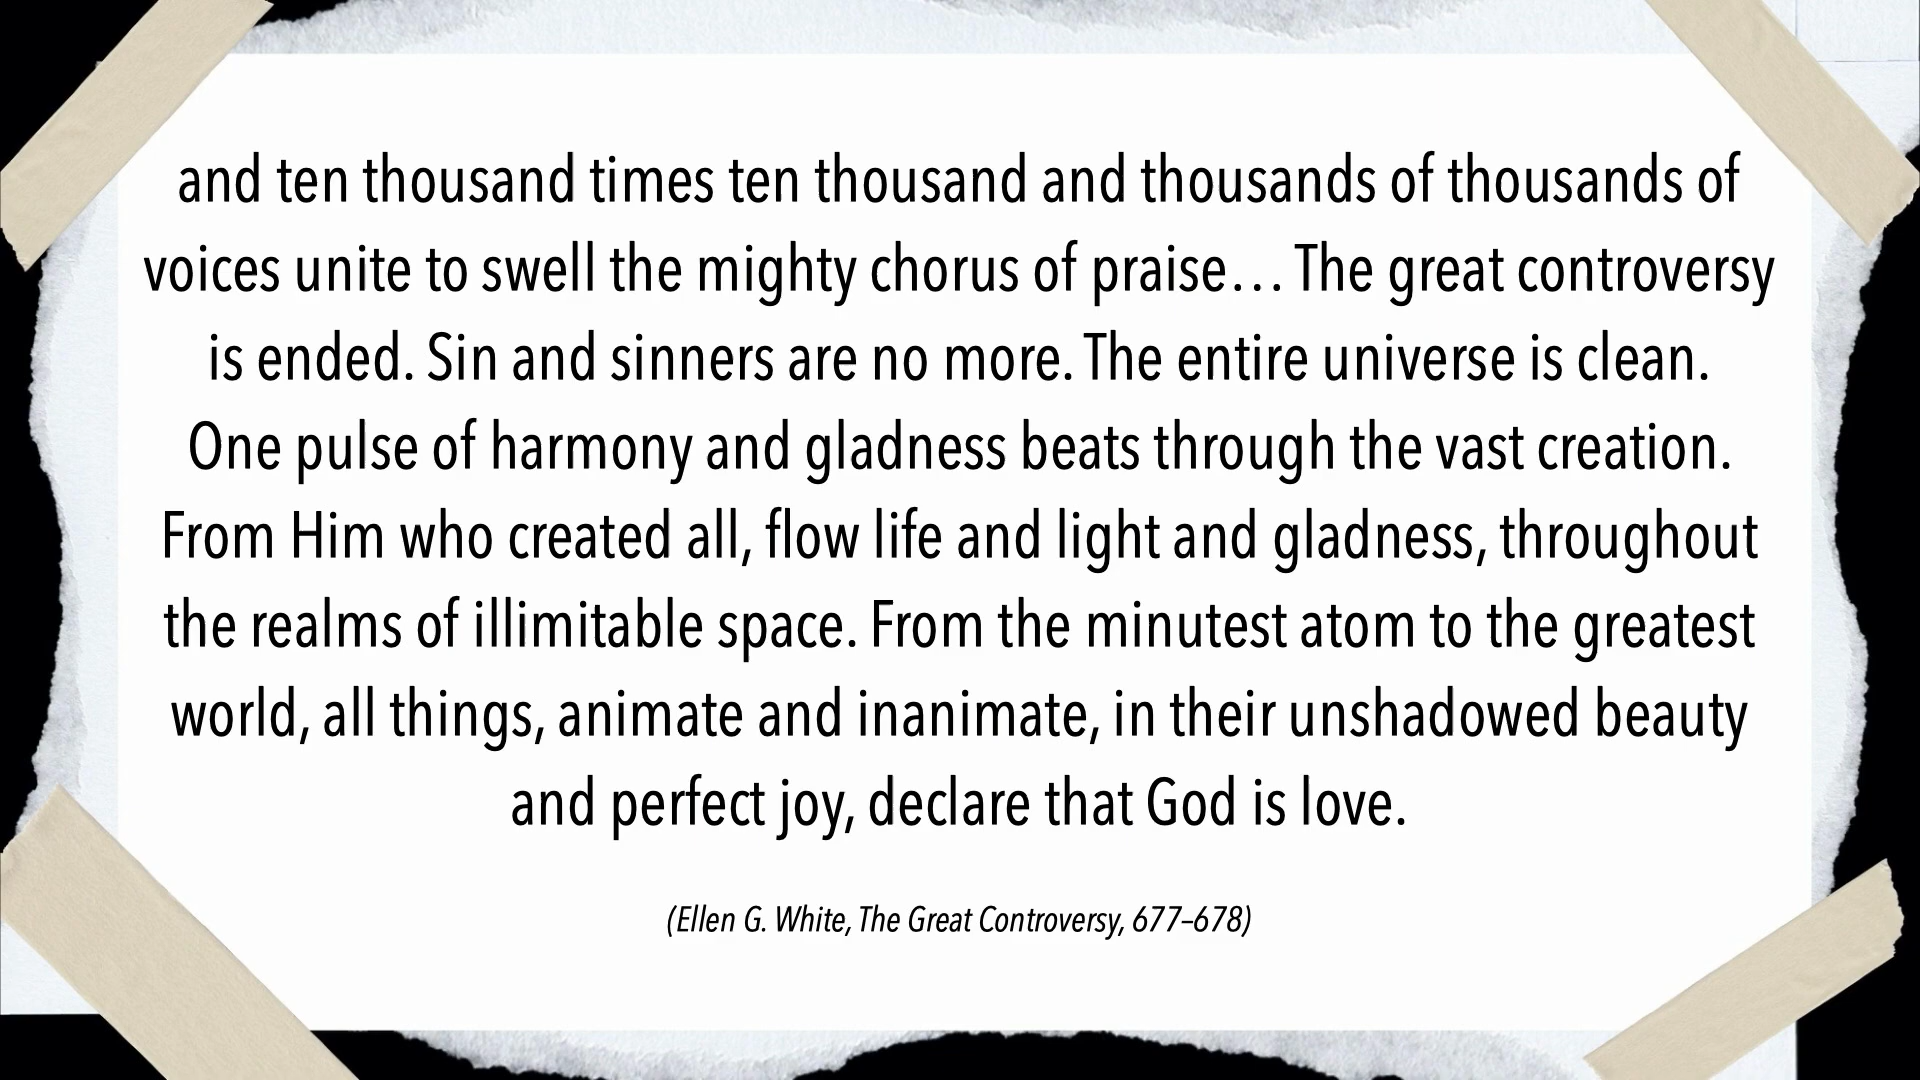 and ten thousand times ten thousand and thousands of thousands of
voices unite to swell the mighty chorus of praise… The great controversy
is ended. Sin and sinners are no more. The entire universe is clean.
One pulse of harmony and gladness beats through the vast creation.
From Him who created all, flow life and light and gladness, throughout
the realms of illimitable space. From the minutest atom to the greatest
world, all things, animate and inanimate, in their unshadowed beauty
and perfect joy, declare that God is love.
(Ellen G. White, The Great Controversy, 677–678)